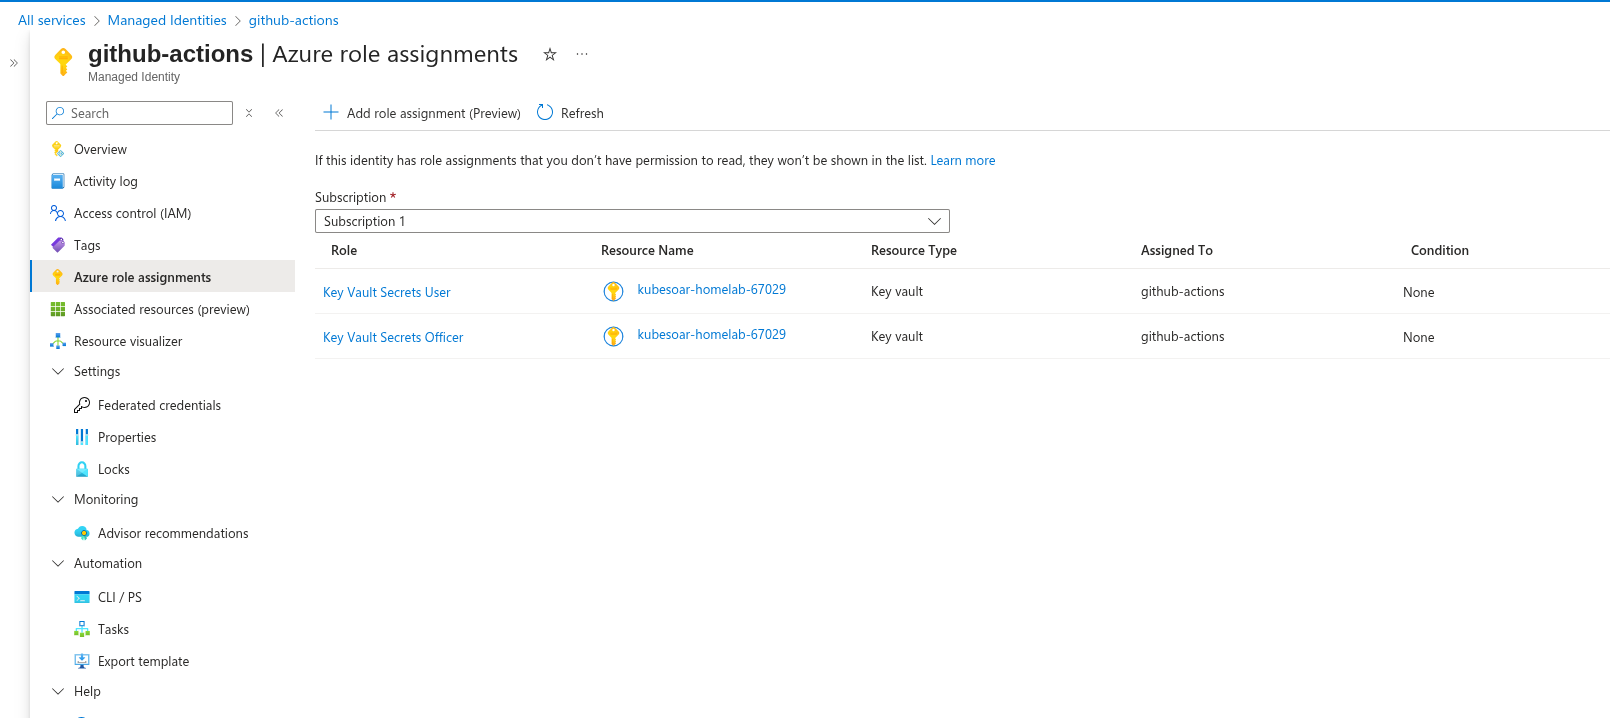 All services > Managed Identities > github-actions
github-actions | Azure role assignments
Managed Identity
Search
Overview
Activity log
Access control (IAM)
Tags
Azure role assignments
Associated resources (preview)
Resource visualizer
Settings
Federated credentials
Properties
Locks
Monitoring
Advisor recommendations
Automation
CLI / PS
Tasks
Export template
Help
Add role assignment (Preview) Refresh
If this identity has role assignments that you don't have permission to read, they won't be shown in the list. Learn more
Subscription *
Subscription 1
Role Resource Name Resource Type Assigned To Condition
Key Vault Secrets User kubesoar-homelab-67029 Key vault github-actions None
Key Vault Secrets Officer kubesoar-homelab-67029 Key vault github-actions None